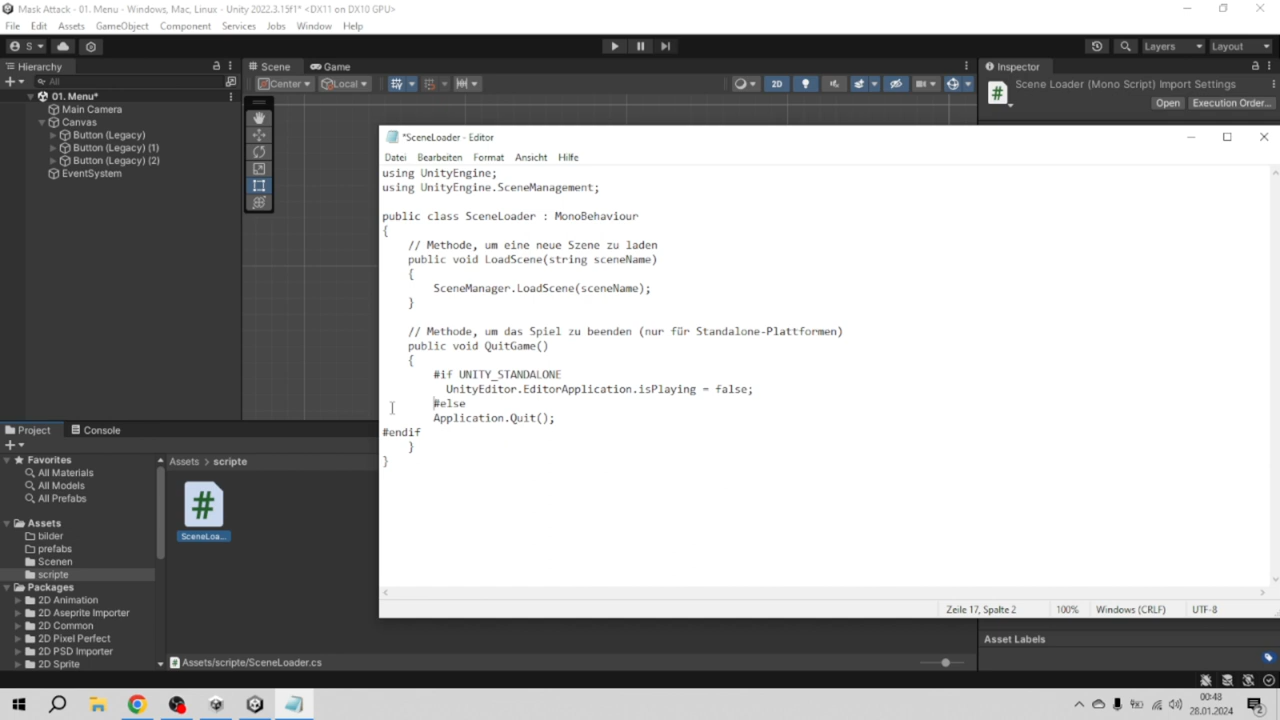 Mask Attack - 01. Menu - Windows, Mac, Linux - Unity 2022.3.15f1* <DX11 on DX10 GPU>
File Edit Assets GameObject Component Services Jobs Window Help
S
Layers Layout
Hierarchy
Scene Game
Inspector
All
Center Local
2D
Scene Loader (Mono Script) Import Settings
Open Execution Order...
01. Menu*
Main Camera
Canvas
Button (Legacy)
Button (Legacy) (1)
Button (Legacy) (2)
EventSystem
*SceneLoader - Editor
Datei Bearbeiten Format Ansicht Hilfe
using UnityEngine;
using UnityEngine.SceneManagement;
public class SceneLoader : MonoBehaviour
{
// Methode, um eine neue Szene zu laden
public void LoadScene(string sceneName)
{
SceneManager.LoadScene(sceneName);
}
// Methode, um das Spiel zu beenden (nur für Standalone-Plattformen)
public void QuitGame()
{
#if UNITY_STANDALONE
UnityEditor.EditorApplication.isPlaying = false;
#else
Application.Quit();
#endif
}
}
Zeile 17, Spalte 2 100% Windows (CRLF) UTF-8
Project Console
Favorites
All Materials
All Models
All Prefabs
Assets
bilder
prefabs
Scenen
scripte
Packages
2D Animation
2D Aseprite Importer
2D Common
2D Pixel Perfect
2D PSD Importer
2D Sprite
Assets > scripte
#
SceneLoa...
Assets/scripte/SceneLoader.cs
Asset Labels
00:48
28.01.2024
2